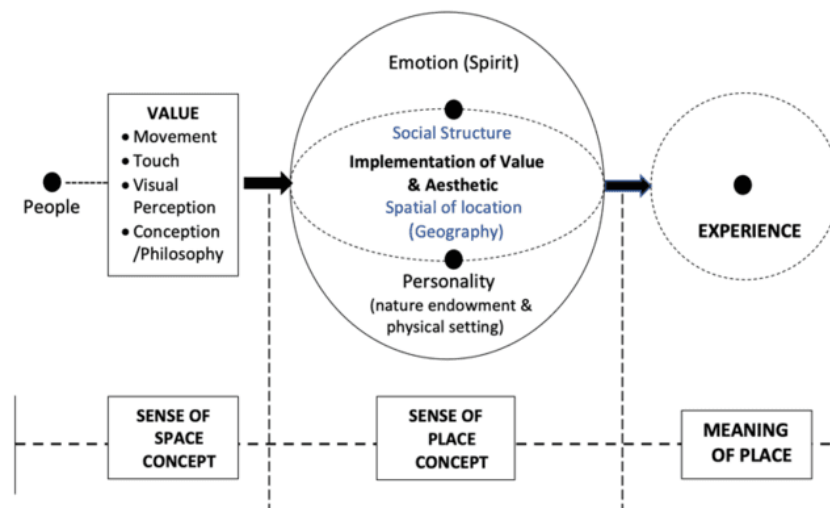 People
VALUE
• Movement
• Touch
• Visual
Perception
• Conception
/Philosophy
Emotion (Spirit)
Social Structure
Implementation of Value
& Aesthetic
Spatial of location
(Geography)
Personality
(nature endowment &
physical setting)
EXPERIENCE
SENSE OF
SPACE
CONCEPT
SENSE OF
PLACE
CONCEPT
MEANING
OF PLACE